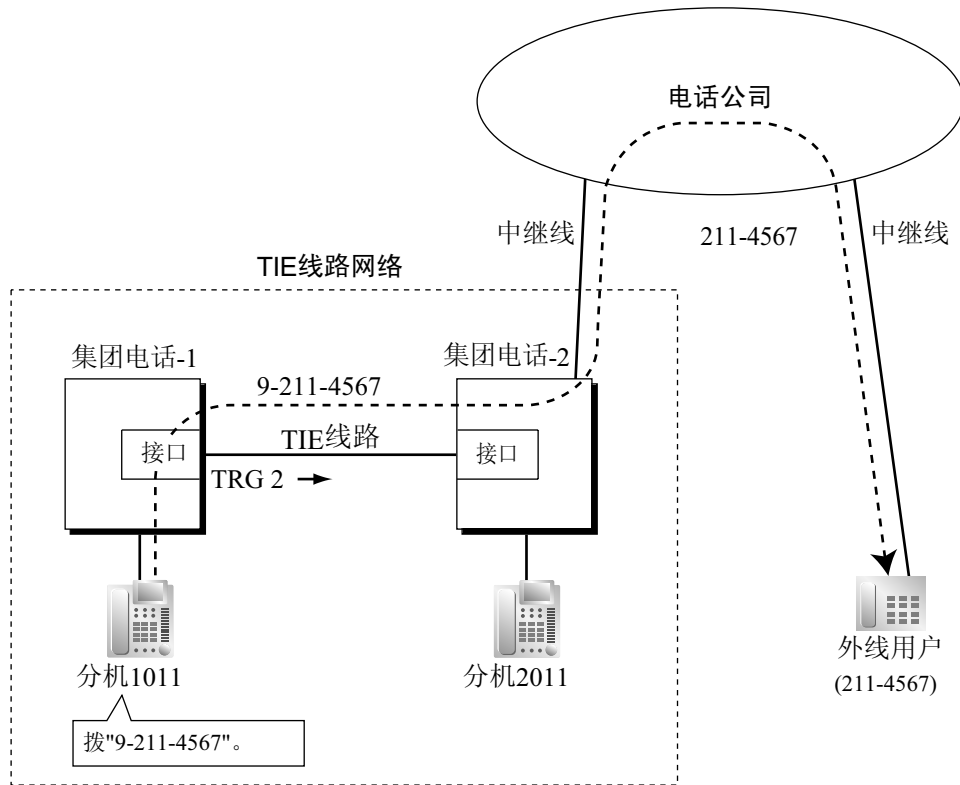 电话公司
中继线
211-4567
中继线
TIE线路网络
集团电话-1
集团电话-2
9-211-4567
接口
TIE线路
接口
TRG 2
分机1011
分机2011
外线用户
(211-4567)
拨"9-211-4567"。